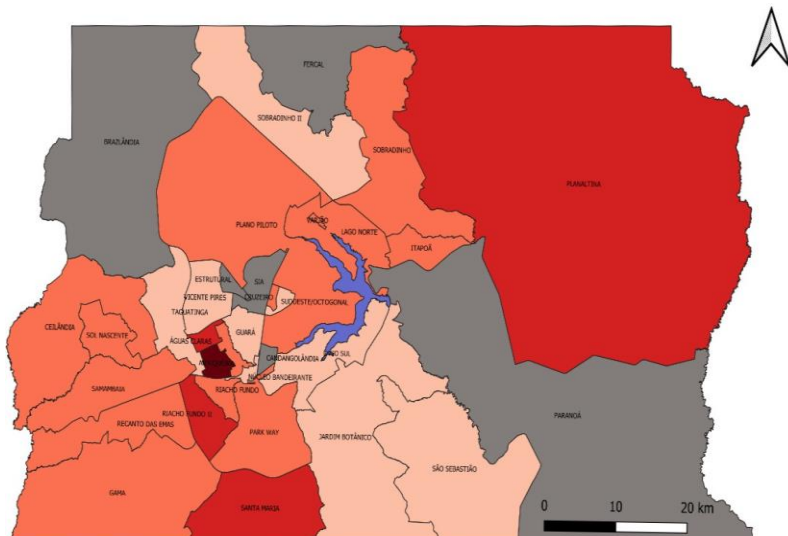 FERCAL
SOBRADINHO II
BRAZLÂNDIA
SOBRADINHO
PLANALTINA
PLANO PILOTO
VARJÃO
LAGO NORTE
ITAPOÃ
ESTRUTURAL
SIA
VICENTE PIRES
CRUZEIRO
SUDOESTE/OCTOGONAL
TAGUATINGA
CEILÂNDIA
SOL NASCENTE
ÁGUAS CLARAS
GUARÁ
CANDANGOLÂNDIA
LAGO SUL
NÚCLEO BANDEIRANTE
SAMAMBAIA
RIACHO FUNDO
RIACHO FUNDO II
RECANTO DAS EMAS
PARK WAY
JARDIM BOTÂNICO
PARANOÁ
SÃO SEBASTIÃO
GAMA
SANTA MARIA
0 10 20 km